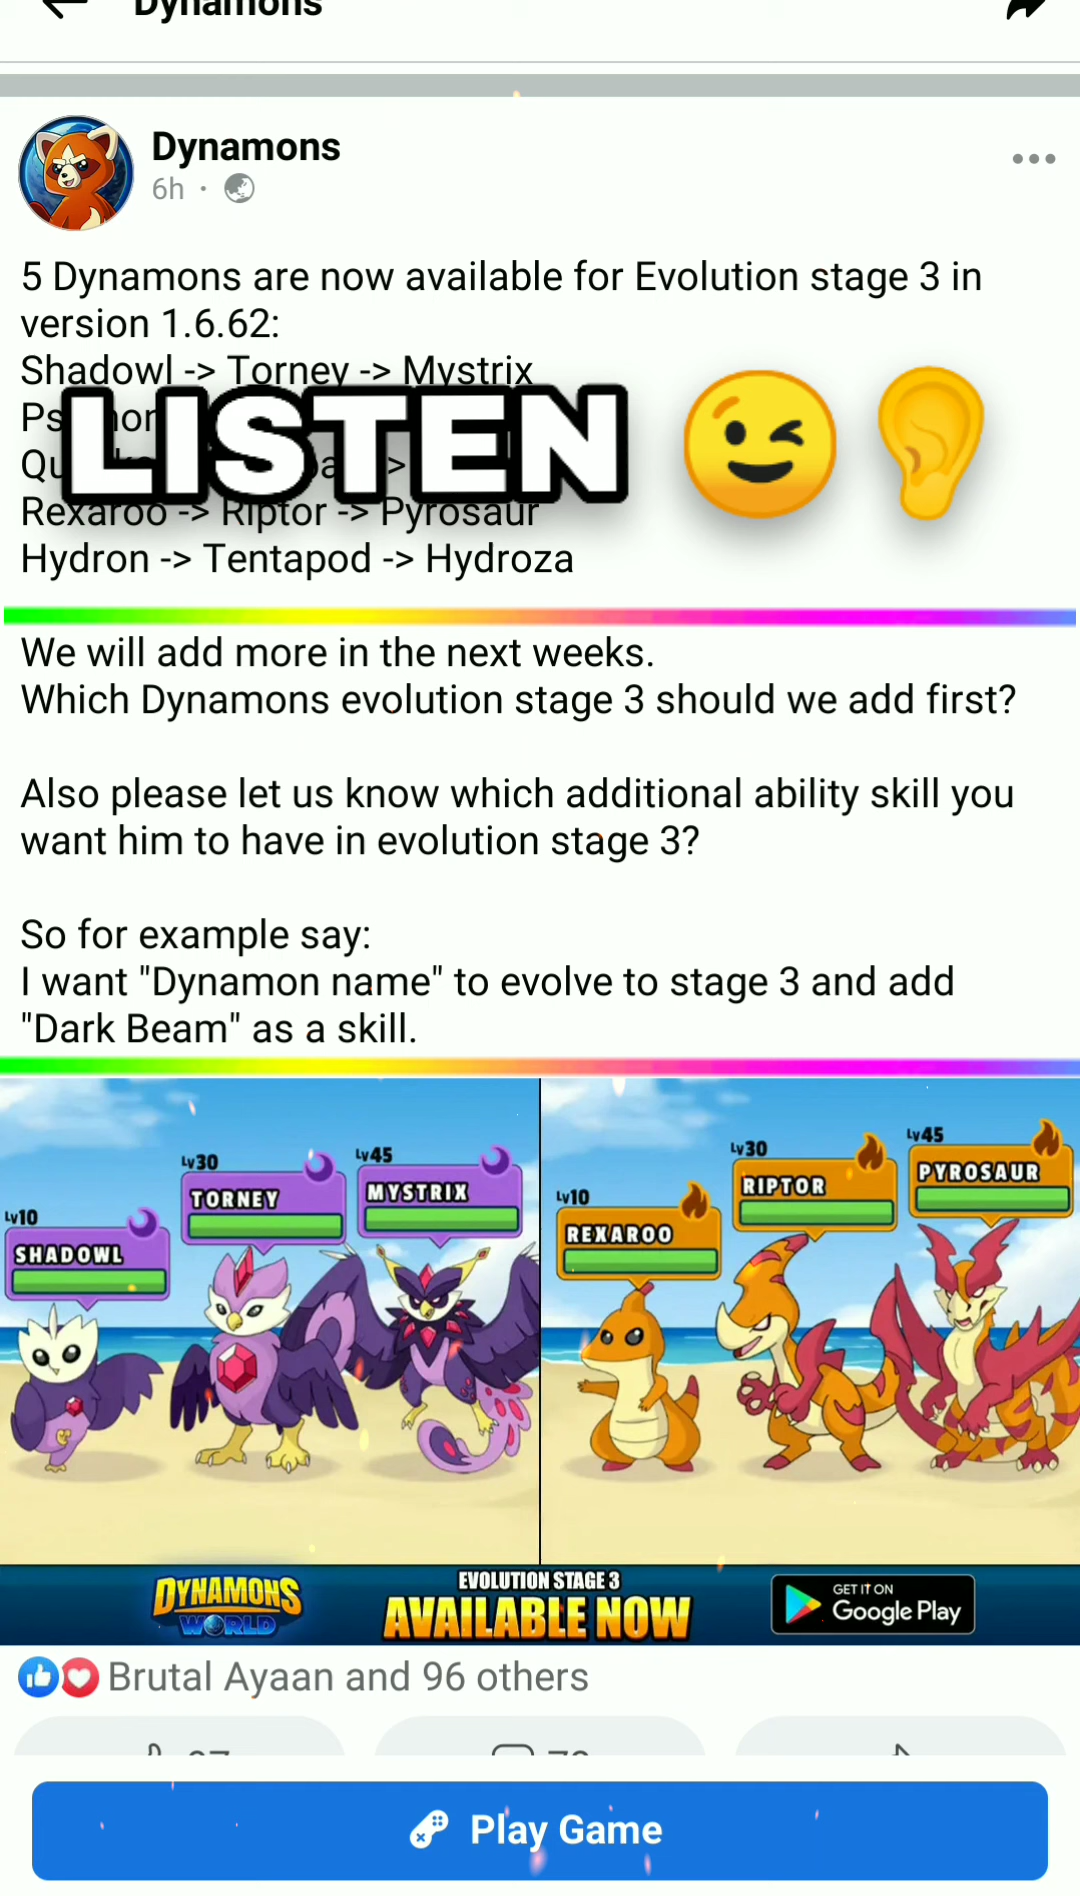 Dynamons
Dynamons
6h ·
5 Dynamons are now available for Evolution stage 3 in
version 1.6.62:
Shadowl -> Torney -> Mystrix
LISTEN 😉👂
Rexaroo -> Riptor -> Pyrosaur
Hydron -> Tentapod -> Hydroza
We will add more in the next weeks.
Which Dynamons evolution stage 3 should we add first?
Also please let us know which additional ability skill you
want him to have in evolution stage 3?
So for example say:
I want "Dynamon name" to evolve to stage 3 and add
"Dark Beam" as a skill.
Lv10
SHADOWL
Lv30
TORNEY
Lv45
MYSTRIX
Lv10
REXAROO
Lv30
RIPTOR
Lv45
PYROSAUR
DYNAMONS
WORLD
EVOLUTION STAGE 3
AVAILABLE NOW
GET IT ON
Google Play
Brutal Ayaan and 96 others
Play Game